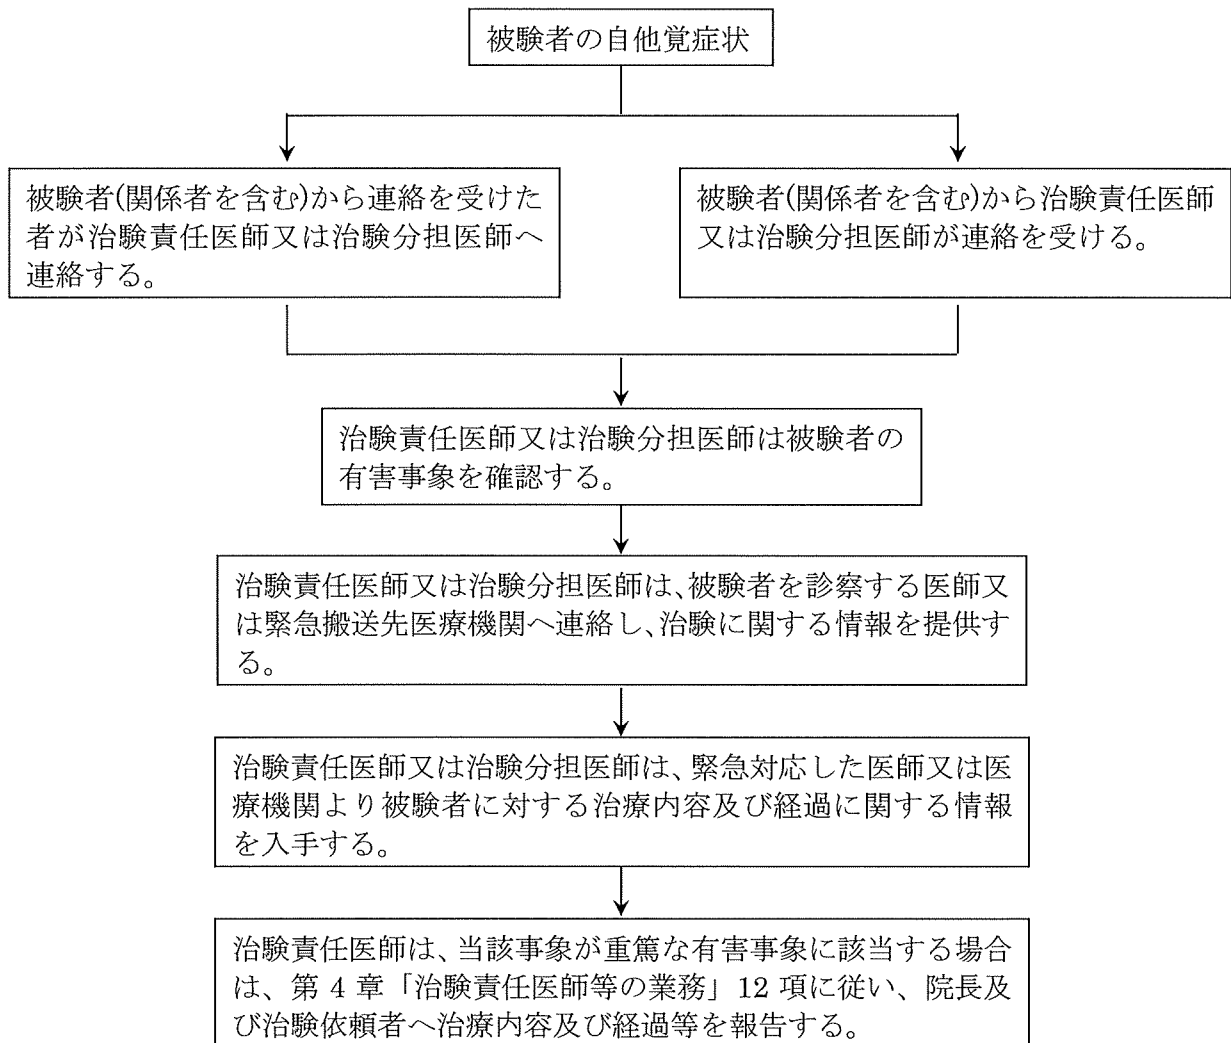 被験者の自他覚症状
被験者(関係者を含む)から連絡を受けた
者が治験責任医師又は治験分担医師へ
連絡する。
被験者(関係者を含む)から治験責任医師
又は治験分担医師が連絡を受ける。
治験責任医師又は治験分担医師は被験者の
有害事象を確認する。
治験責任医師又は治験分担医師は、被験者を診察する医師又
は緊急搬送先医療機関へ連絡し、治験に関する情報を提供す
る。
治験責任医師又は治験分担医師は、緊急対応した医師又は医
療機関より被験者に対する治療内容及び経過に関する情報
を入手する。
治験責任医師は、当該事象が重篤な有害事象に該当する場合
は、第 4 章「治験責任医師等の業務」12 項に従い、院長及
び治験依頼者へ治療内容及び経過等を報告する。